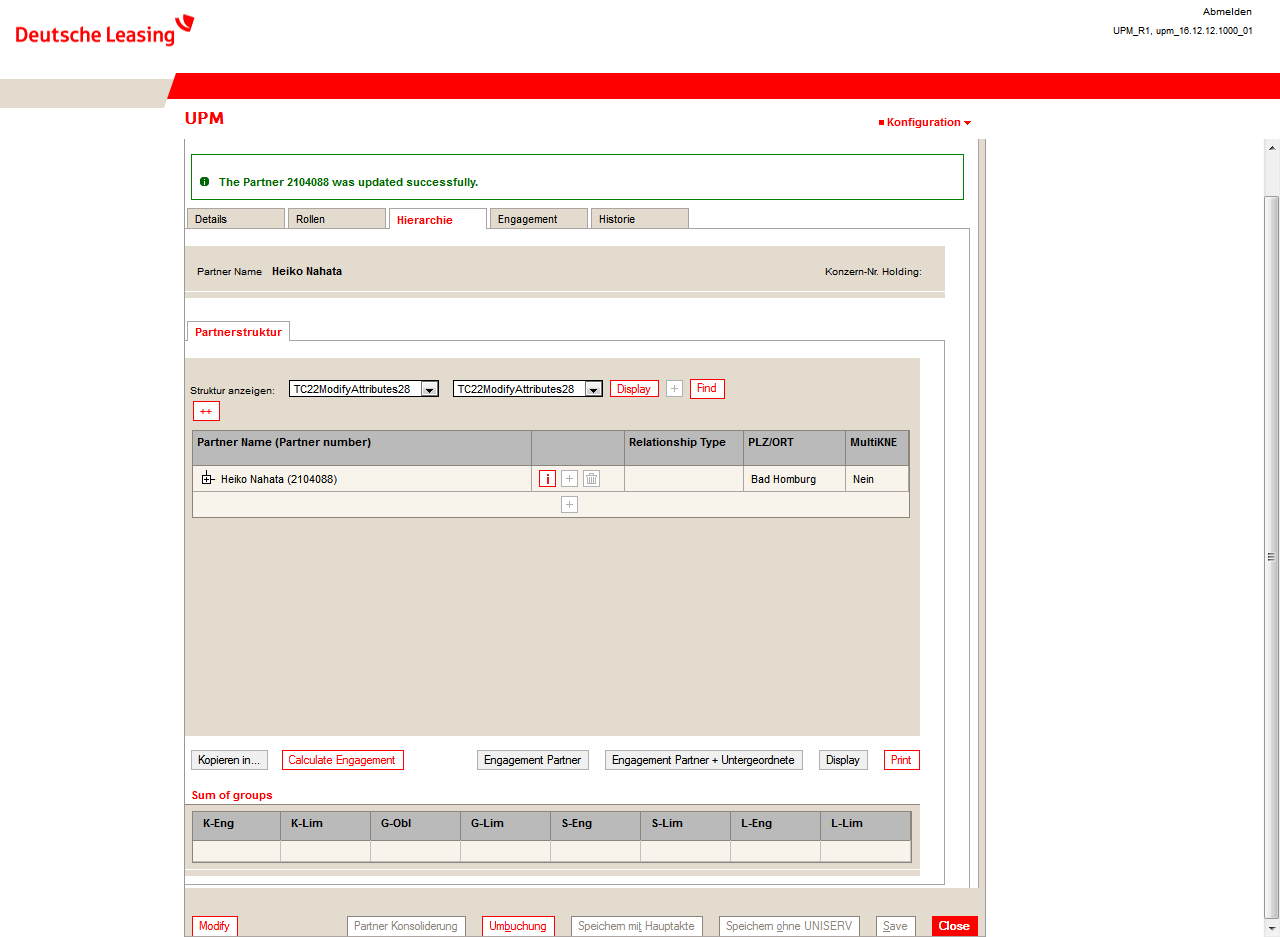 Deutsche Leasing
Abmelden
UPM_R1, upm_16.12.12.1000_01
UPM
Konfiguration
The Partner 2104088 was updated successfully.
Details Rollen Hierarchie Engagement Historie
Partner Name Heiko Nahata Konzern-Nr. Holding:
Partnerstruktur
Struktur anzeigen: TC22ModifyAttributes28 TC22ModifyAttributes28 Display + Find
++
Partner Name (Partner number) Relationship Type PLZ/ORT MultiKNE
Heiko Nahata (2104088) i + Bad Homburg Nein
+
Kopieren in... Calculate Engagement Engagement Partner Engagement Partner + Untergeordnete Display Print
Sum of groups
K-Eng K-Lim G-Obl G-Lim S-Eng S-Lim L-Eng L-Lim
Modify Partner Konsoliderung Umbuchung Speichern mit Hauptakte Speichern ohne UNISERV Save Close